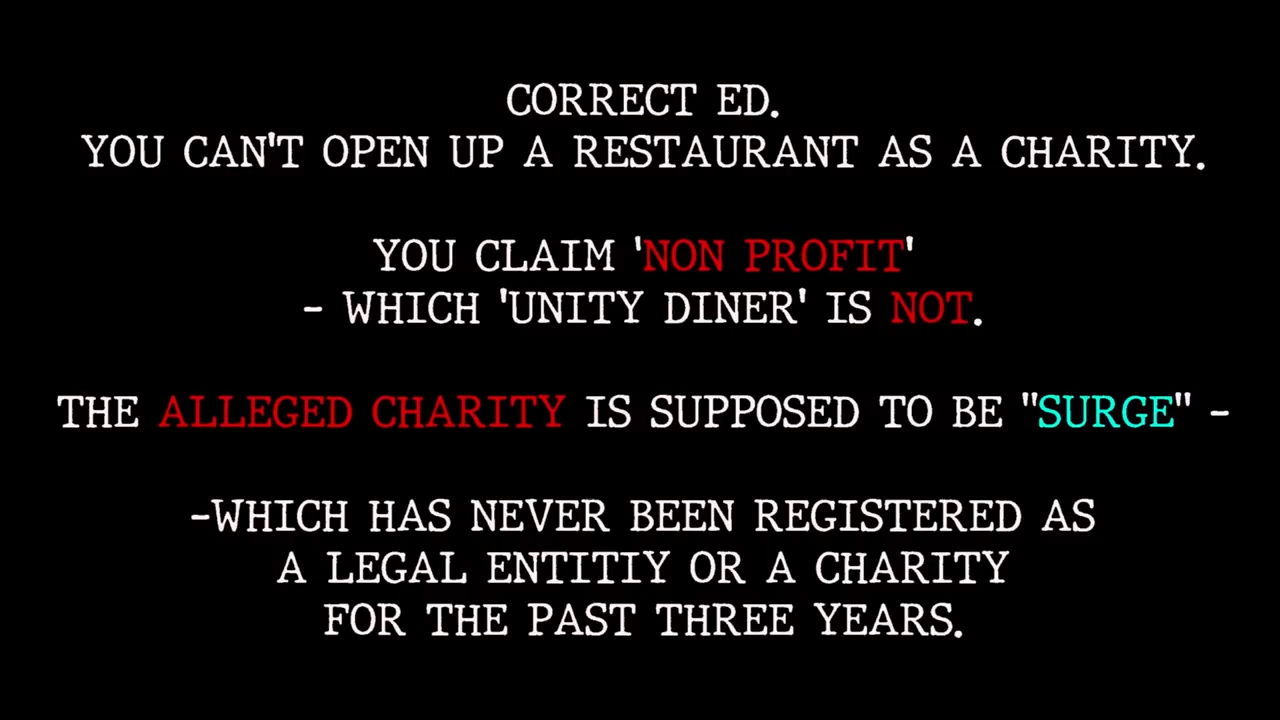 CORRECT ED.
YOU CAN'T OPEN UP A RESTAURANT AS A CHARITY.
YOU CLAIM 'NON PROFIT'
- WHICH 'UNITY DINER' IS NOT.
THE ALLEGED CHARITY IS SUPPOSED TO BE "SURGE" -
-WHICH HAS NEVER BEEN REGISTERED AS
A LEGAL ENTITIY OR A CHARITY
FOR THE PAST THREE YEARS.